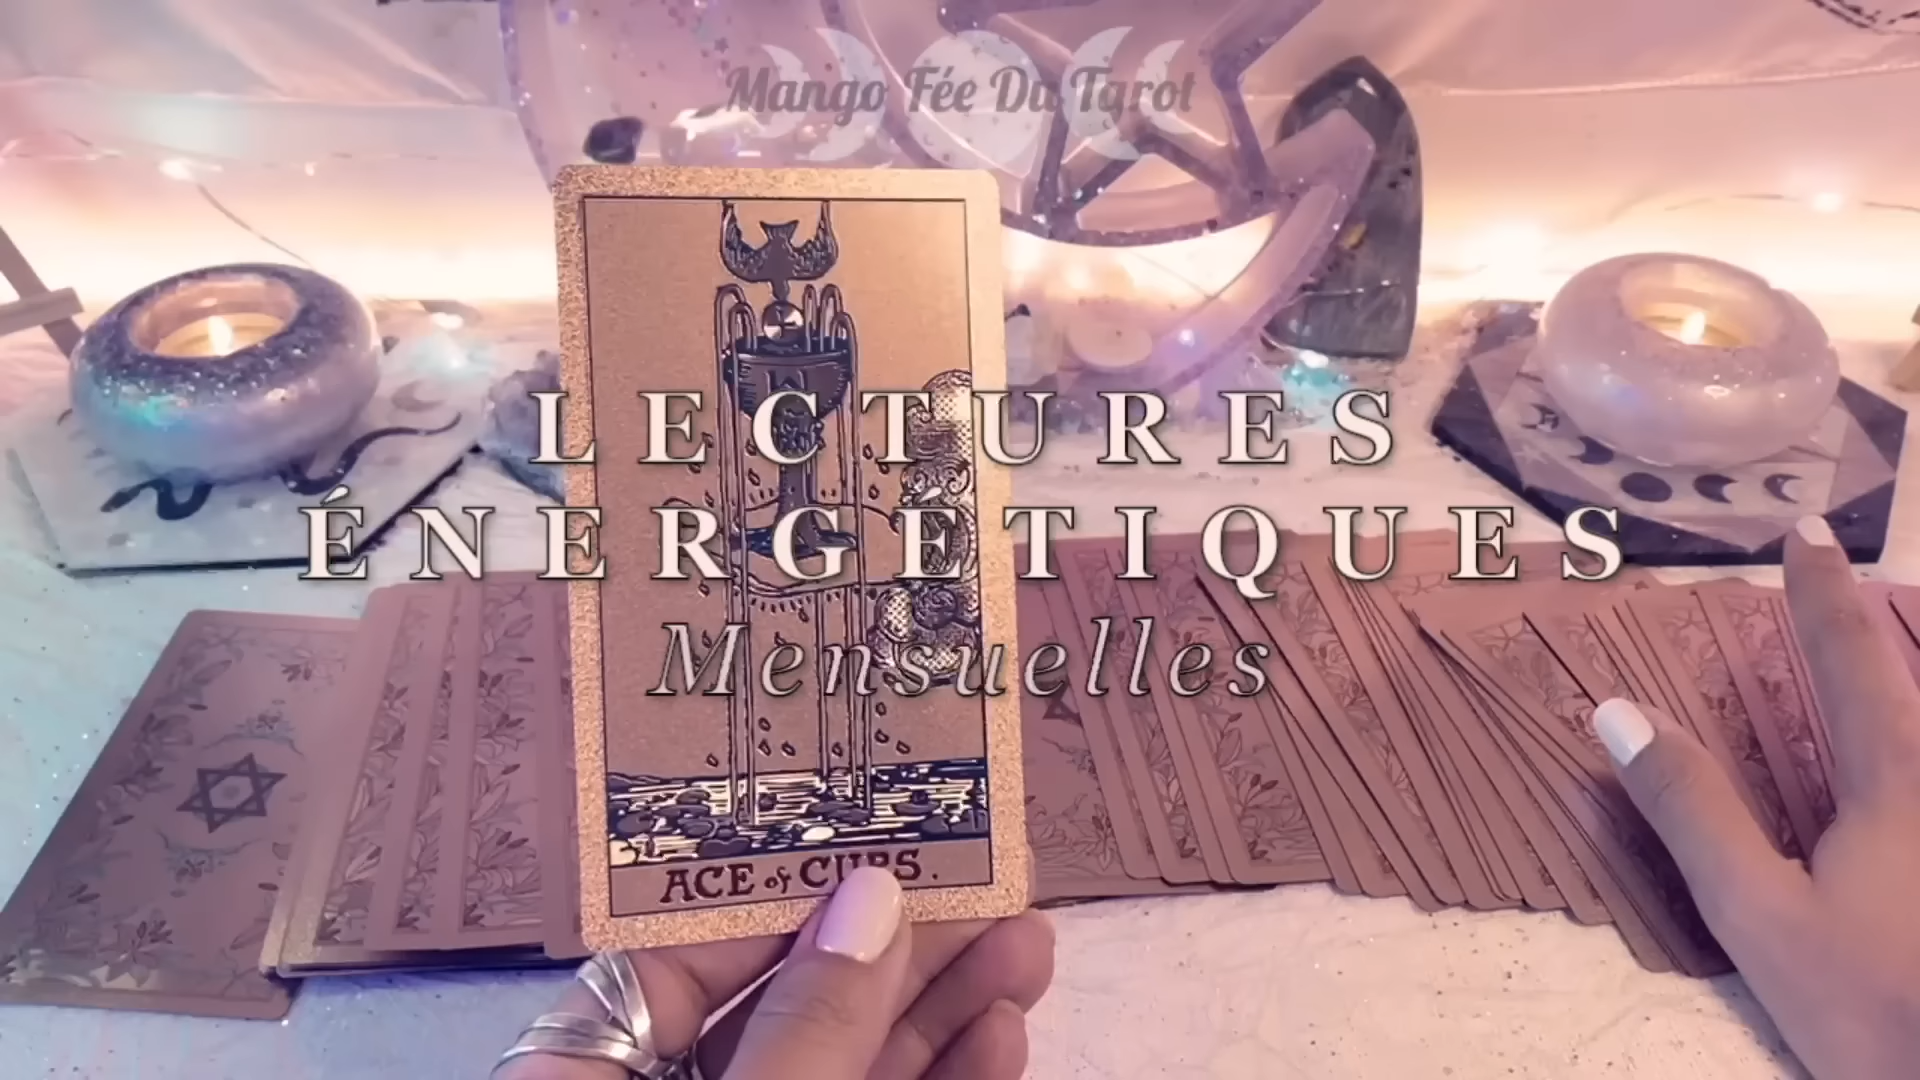 Mango Fée Du Tarot
LECTURES
ÉNERGÉTIQUES
Mensuelles
ACE of CUPS.